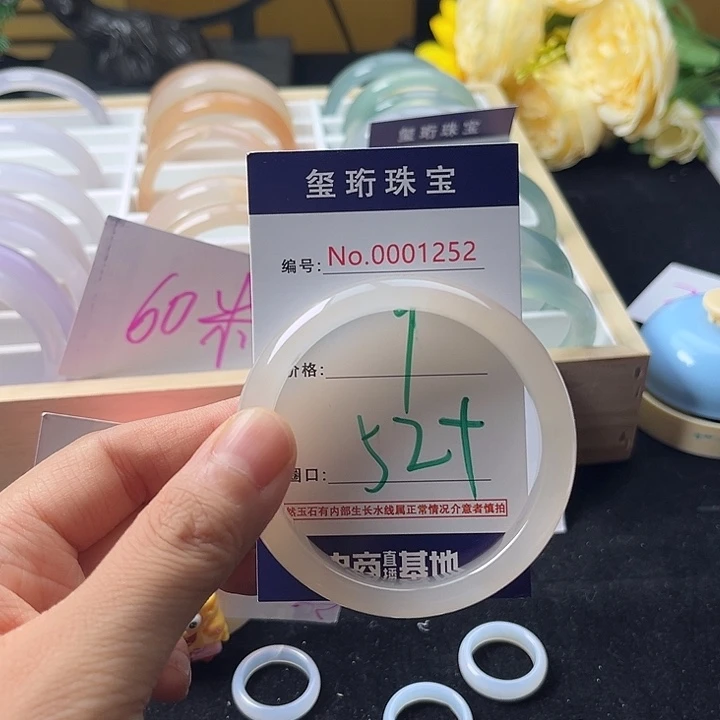 玺珩珠宝
玺珩珠宝
编号: No.0001252
60米
价格:
圈口: 52+
然玉石有内部生长水线属正常情况介意者慎拍
电商直播基地